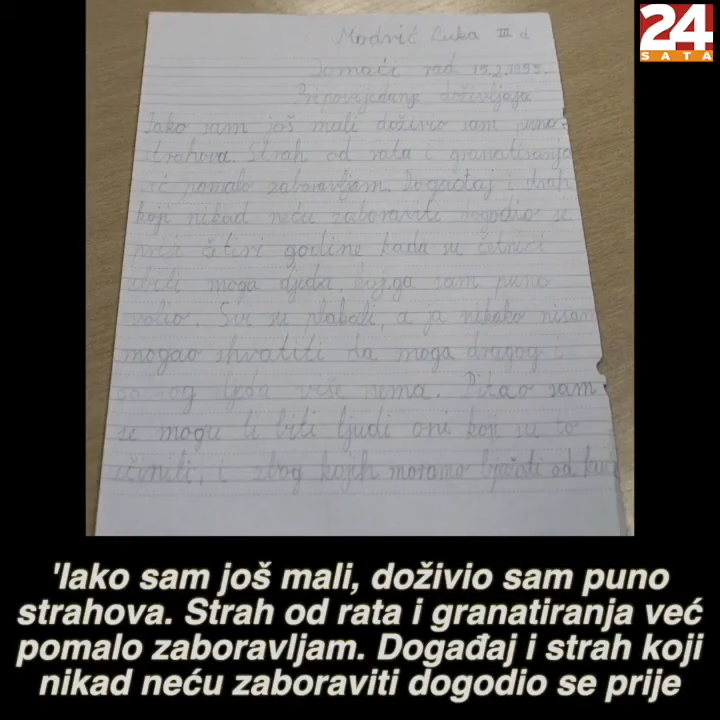 24
SATA
Modrić Luka III d
Domaći rad 15.2.1995.
Pripovijedanje doživljaja
Iako sam još mali doživio sam puno
strahova. Strah od rata i granatiranja
već pomalo zaboravljam. Događaj i strah
koji nikad neću zaboraviti dogodio se
prije četiri godine kada su četnici
ubili moga djeda, kojga sam puno
volio. Svi su plakali, a ja nikako nisam
mogao shvatiti da moga dragog i
djeda više nema. Pitao sam
se mogu li biti ljudi oni koji su to
učinili, i zbog kojih moramo bježati od kuć
'Iako sam još mali, doživio sam puno
strahova. Strah od rata i granatiranja već
pomalo zaboravljam. Događaj i strah koji
nikad neću zaboraviti dogodio se prije